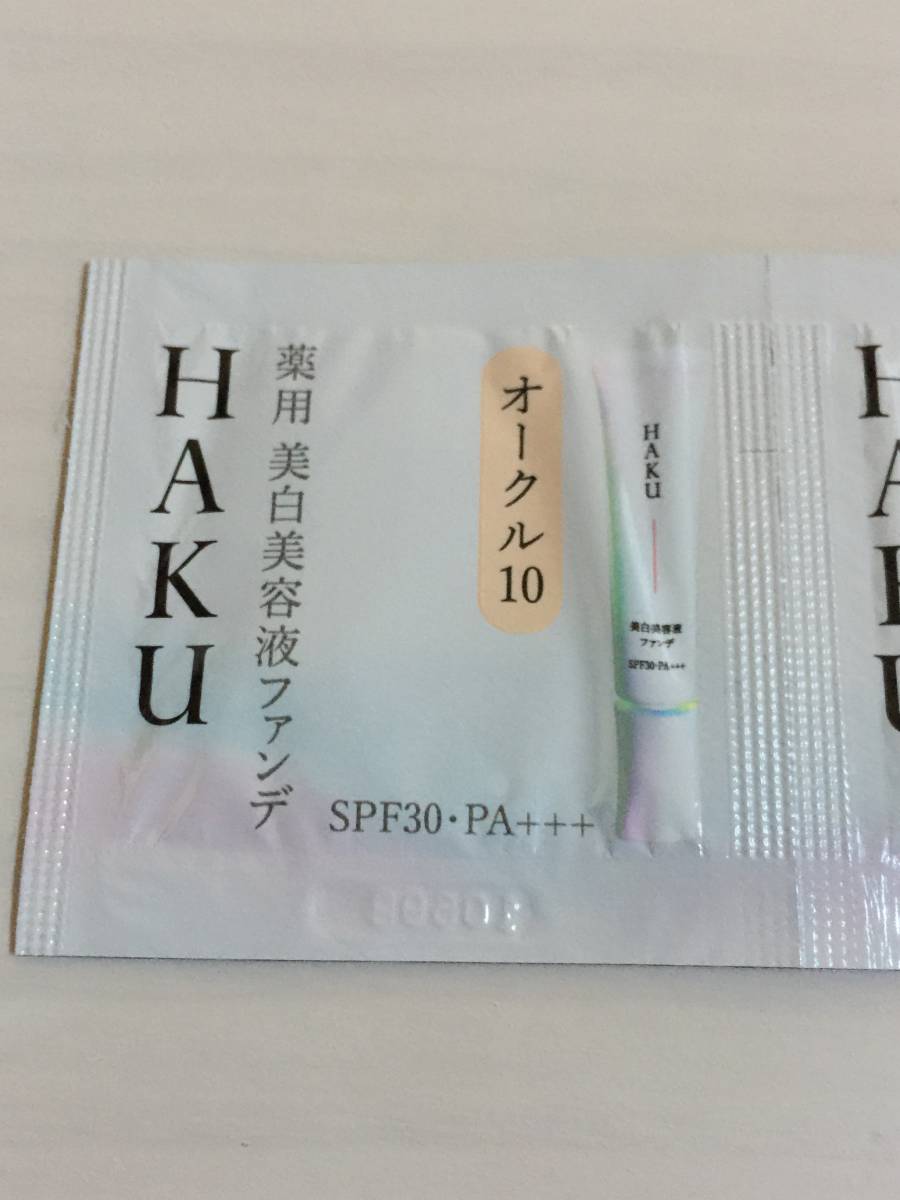 HAKU
薬用 美白美容液ファンデ
オークル10
SPF30・PA+++
HAKU
美白美容液
ファンデ
SPF30・PA+++